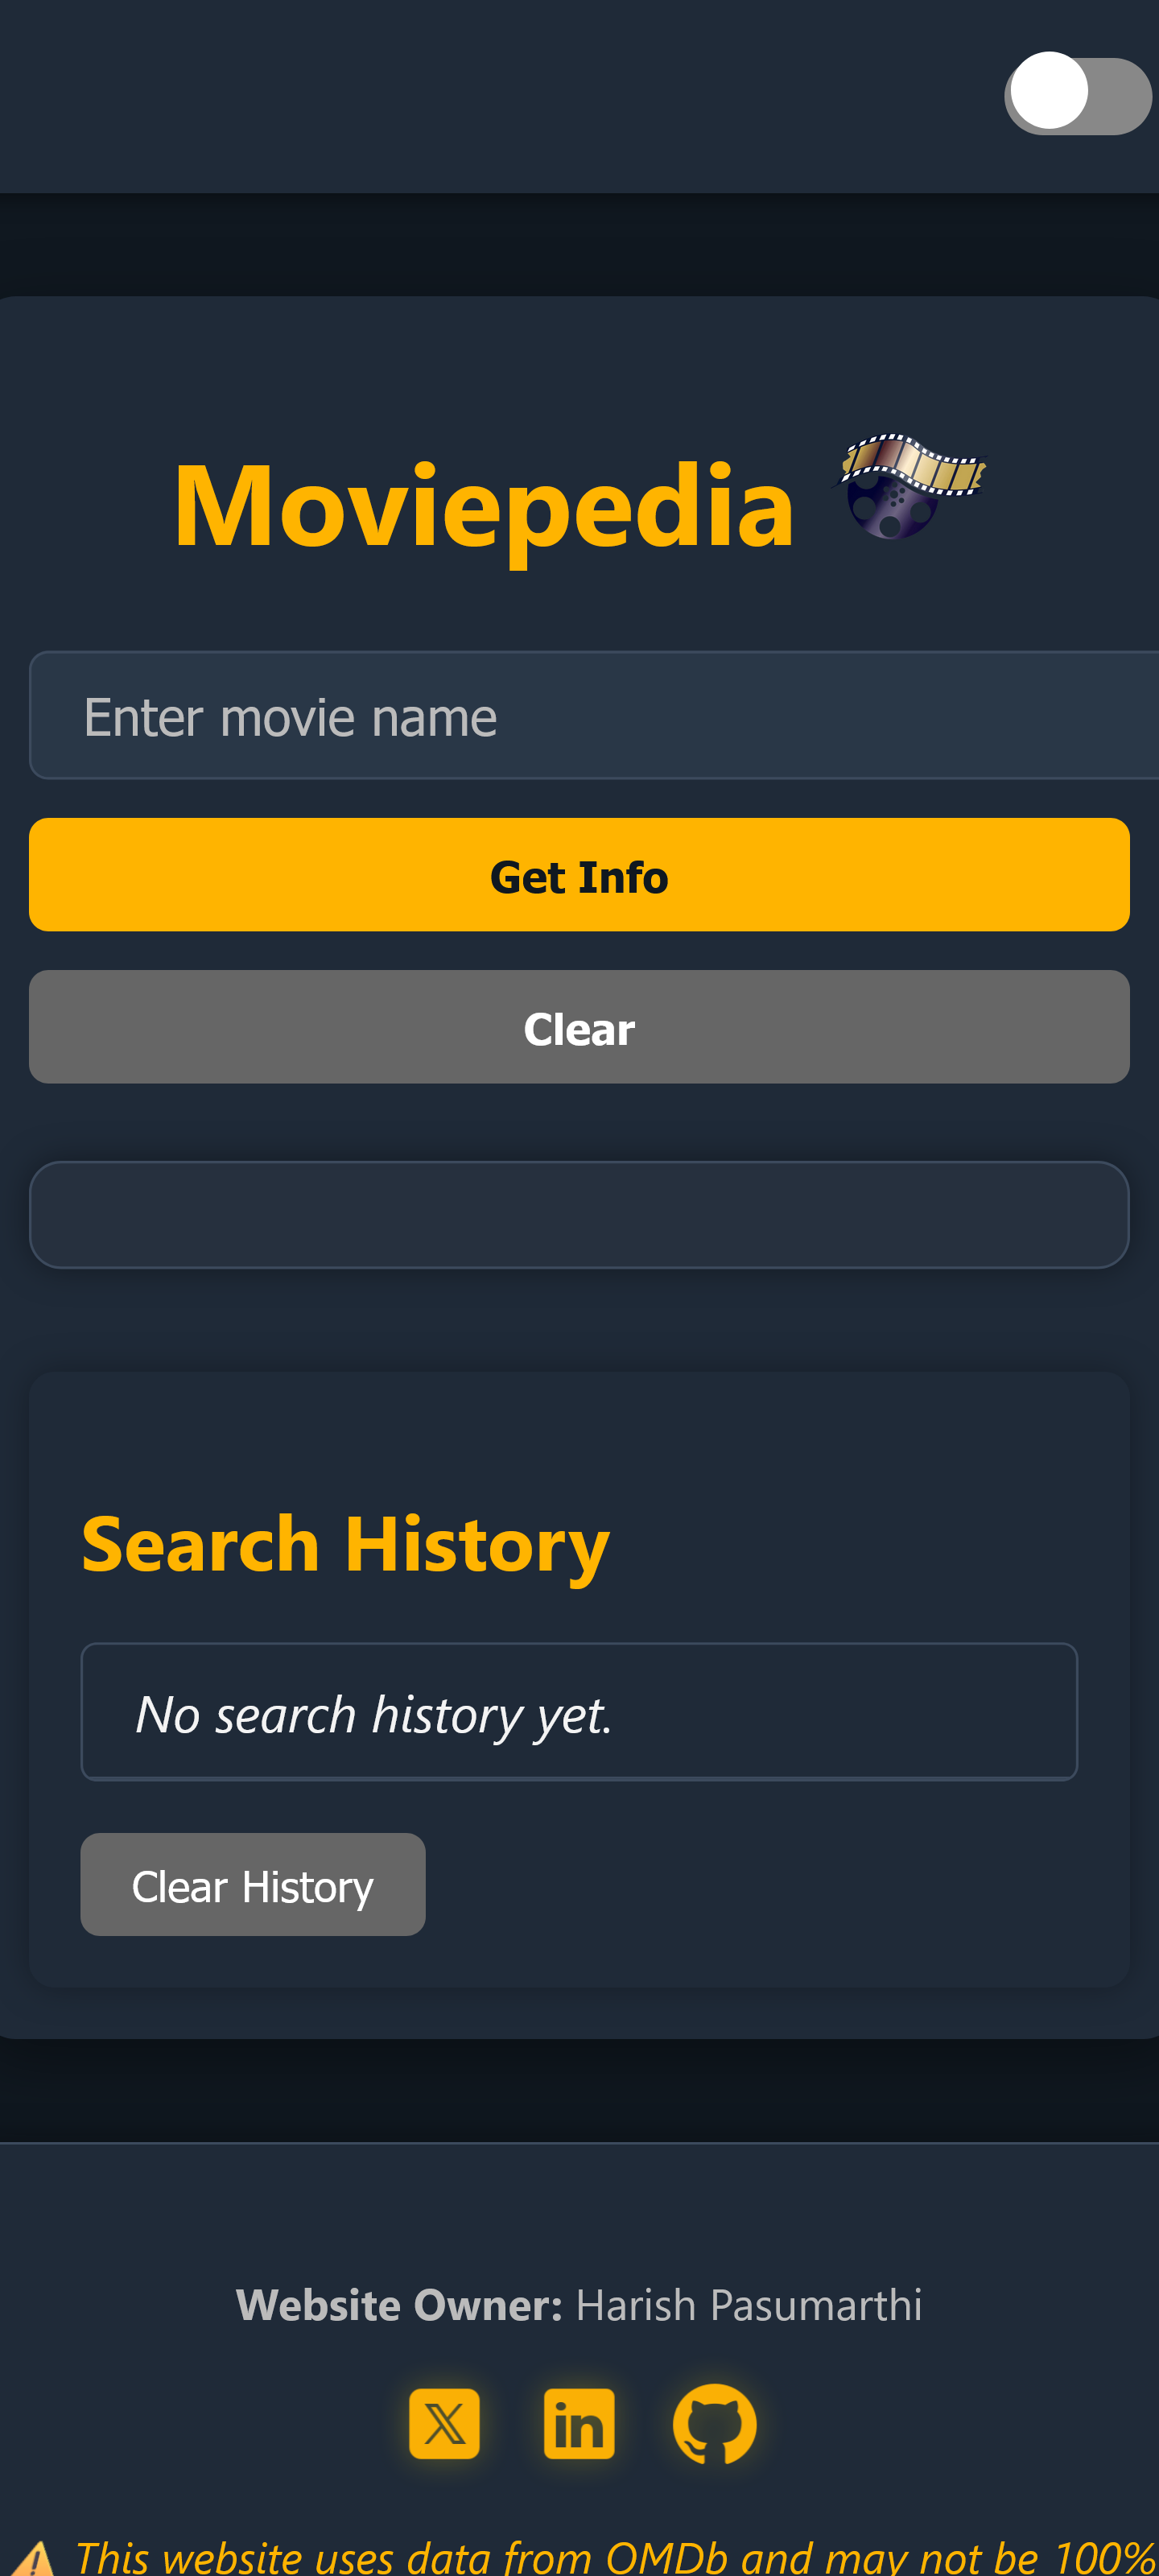 Moviepedia
Enter movie name
Get Info
Clear
Search History
No search history yet.
Clear History
Website Owner: Harish Pasumarthi
X
in
This website uses data from OMDb and may not be 100%